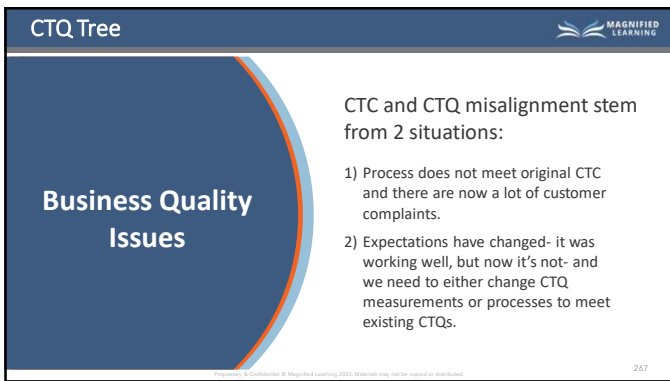 CTQ Tree
MAGNIFIED
LEARNING
Business Quality
Issues
CTC and CTQ misalignment stem
from 2 situations:
1) Process does not meet original CTC
and there are now a lot of customer
complaints.
2) Expectations have changed- it was
working well, but now it's not- and
we need to either change CTQ
measurements or processes to meet
existing CTQs.
Proprietary & Confidential © Magnified Learning 2023. Materials may not be copied or distributed.
267